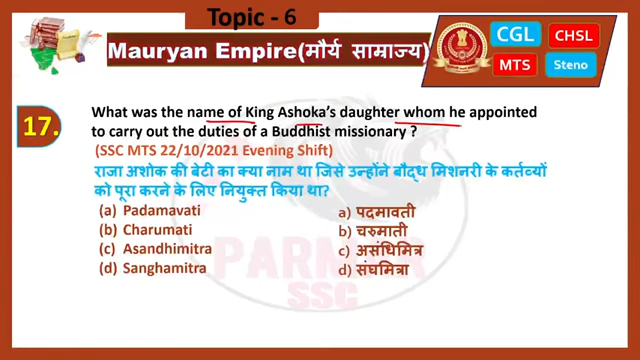 Topic - 6
Mauryan Empire(मौर्य सामाज्य)
CGL
CHSL
MTS
Steno
17.
What was the name of King Ashoka's daughter whom he appointed
to carry out the duties of a Buddhist missionary ?
(SSC MTS 22/10/2021 Evening Shift)
राजा अशोक की बेटी का क्या नाम था जिसे उन्होंने बौद्ध मिशनरी के कर्तव्यों
को पूरा करने के लिए नियुक्त किया था?
(a) Padamavati
(b) Charumati
(c) Asandhimitra
(d) Sanghamitra
a) पदमावती
b) चरुमाती
c) असंधिमित्र
d) संघमित्रा
PARMAR
SSC